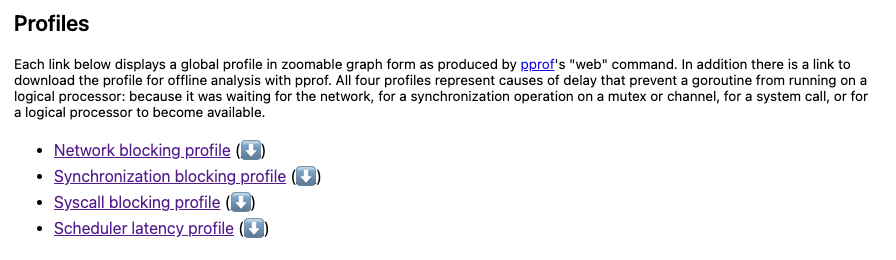 Profiles
Each link below displays a global profile in zoomable graph form as produced by pprof's "web" command. In addition there is a link to
download the profile for offline analysis with pprof. All four profiles represent causes of delay that prevent a goroutine from running on a
logical processor: because it was waiting for the network, for a synchronization operation on a mutex or channel, for a system call, or for
a logical processor to become available.
• Network blocking profile (⬇️)
• Synchronization blocking profile (⬇️)
• Syscall blocking profile (⬇️)
• Scheduler latency profile (⬇️)